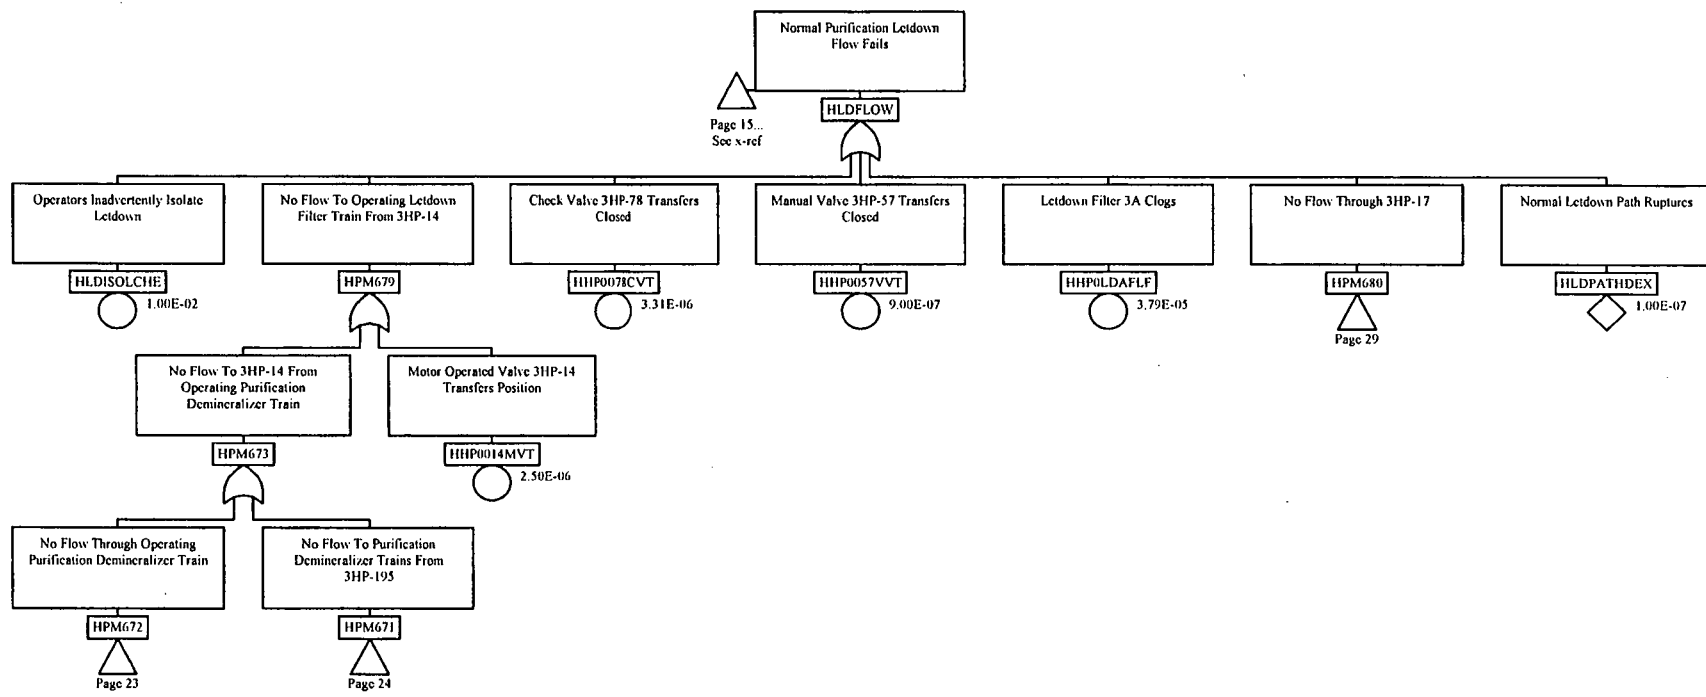 Normal Purification Letdown
Flow Fails
Page 15...
See x-ref
HLDFLOW
Operators Inadvertently Isolate
Letdown
No Flow To Operating Letdown
Filter Train From 3HP-14
Check Valve 3HP-78 Transfers
Closed
Manual Valve 3HP-57 Transfers
Closed
Letdown Filter 3A Clogs
No Flow Through 3HP-17
Normal Letdown Path Ruptures
HLDISOLCHE
1.00E-02
HPM679
HHP0078CVT
3.31E-06
HHP0057VVT
9.00E-07
HHP0LDAFLF
3.79E-05
HPM680
Page 29
HLDPATHDEX
1.00E-07
No Flow To 3HP-14 From
Operating Purification
Demineralizer Train
Motor Operated Valve 3HP-14
Transfers Position
HPM673
HHP0014MVT
2.50E-06
No Flow Through Operating
Purification Demineralizer Train
No Flow To Purification
Demineralizer Trains From
3HP-195
HPM672
Page 23
HPM671
Page 24